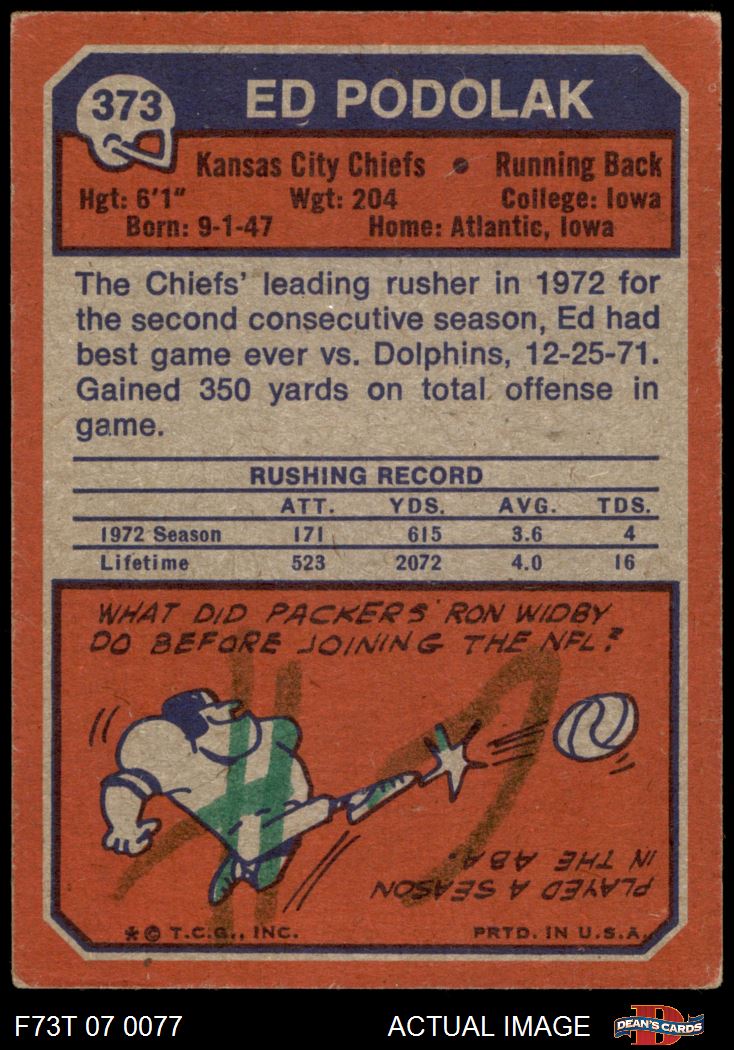 373
ED PODOLAK
Kansas City Chiefs • Running Back
Hgt: 6'1" Wgt: 204 College: Iowa
Born: 9-1-47 Home: Atlantic, Iowa
The Chiefs' leading rusher in 1972 for
the second consecutive season, Ed had
best game ever vs. Dolphins, 12-25-71.
Gained 350 yards on total offense in
game.
RUSHING RECORD
ATT. YDS. AVG. TDS.
1972 Season 171 615 3.6 4
Lifetime 523 2072 4.0 16
WHAT DID PACKERS' RON WIDBY
DO BEFORE JOINING THE NFL?
PLAYED A SEASON
IN THE ABA.
* © T.C.G., INC. PRTD. IN U.S.A.
F73T 07 0077 ACTUAL IMAGE D DEAN'S CARDS